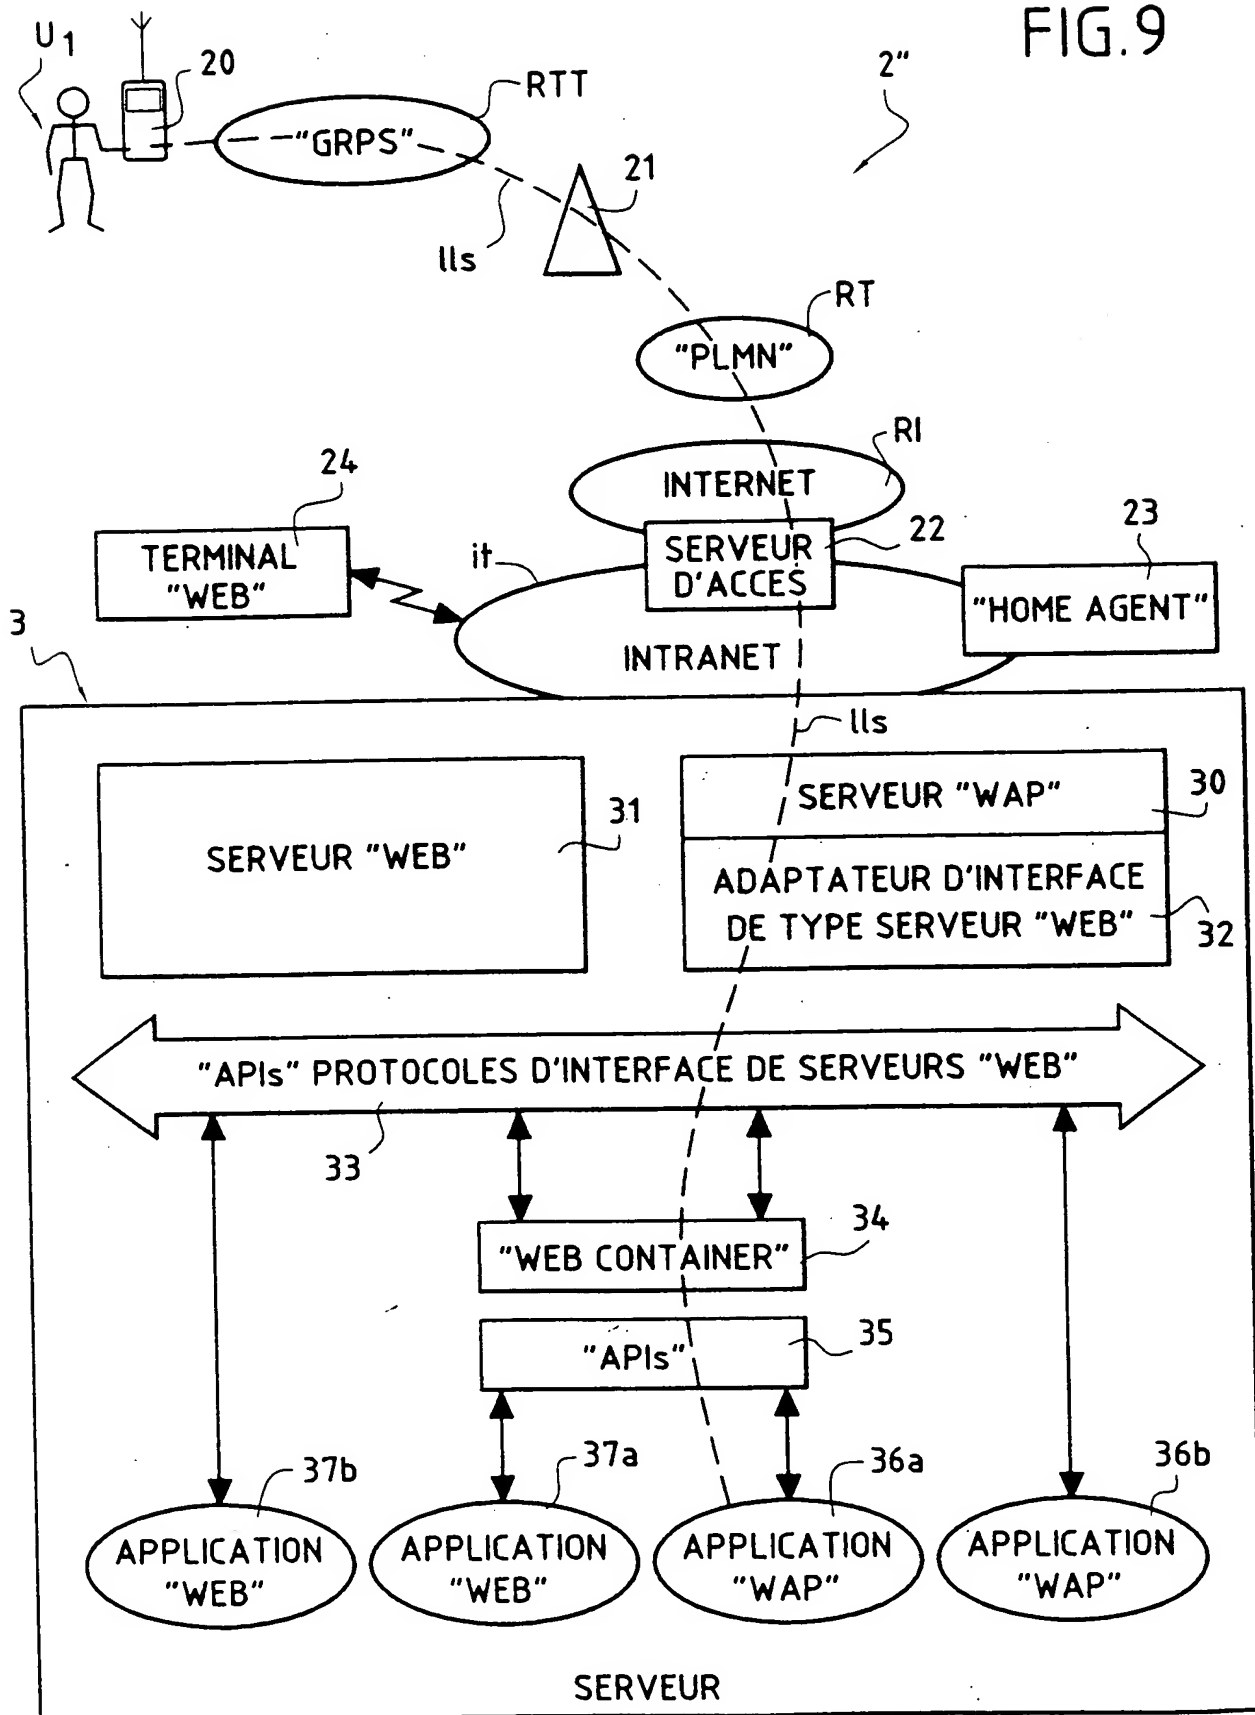 FIG.9
U1
20
RTT
2"
"GRPS"
21
lls
RT
"PLMN"
RI
24
INTERNET
23
TERMINAL
"WEB"
it
SERVEUR
D'ACCES
22
"HOME AGENT"
3
INTRANET
lls
SERVEUR "WEB"
31
SERVEUR "WAP"
30
ADAPTATEUR D'INTERFACE
DE TYPE SERVEUR "WEB"
32
"APIs" PROTOCOLES D'INTERFACE DE SERVEURS "WEB"
33
"WEB CONTAINER"
34
"APIs"
35
37b
37a
36a
36b
APPLICATION
"WEB"
APPLICATION
"WEB"
APPLICATION
"WAP"
APPLICATION
"WAP"
SERVEUR